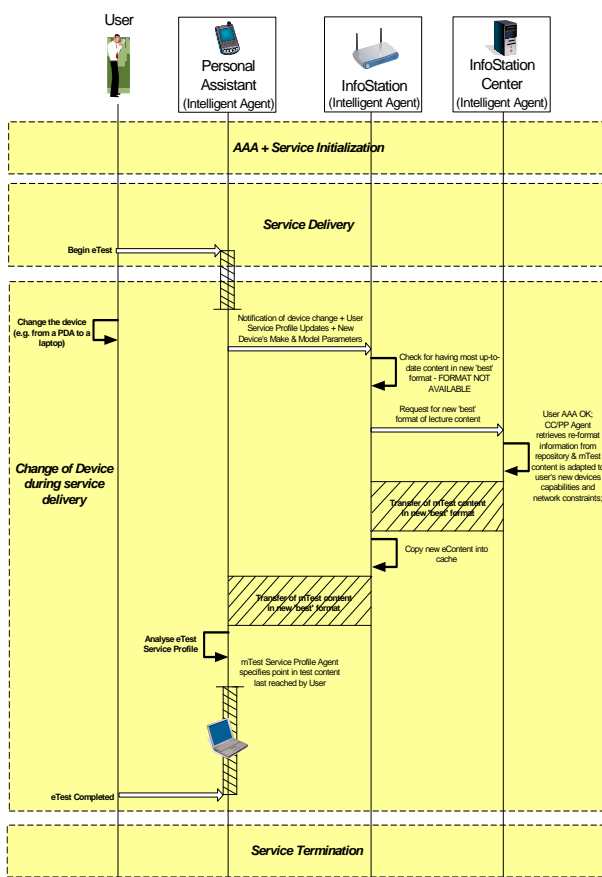 User
Personal
Assistant
(Intelligent Agent)
InfoStation
(Intelligent Agent)
InfoStation
Center
(Intelligent Agent)
AAA + Service Initialization
Service Delivery
Begin eTest
Change the device
(e.g. from a PDA to a
laptop)
Notification of device change + User
Service Profile Updates + New
Device's Make & Model Parameters
Check for having most up-to-
date content in new 'best'
format - FORMAT NOT
AVAILABLE
Request for new 'best'
format of lecture content
User AAA OK;
CC/PP Agent
retrieves re-format
information from
repository & mTest
content is adapted to
user's new devices
capabilities and
network constraints;
Change of Device
during service
delivery
Transfer of mTest content
in new 'best' format
Copy new eContent into
cache
Transfer of mTest content
in new 'best' format
Analyse eTest
Service Profile
mTest Service Profile Agent
specifies point in test content
last reached by User
eTest Completed
Service Termination